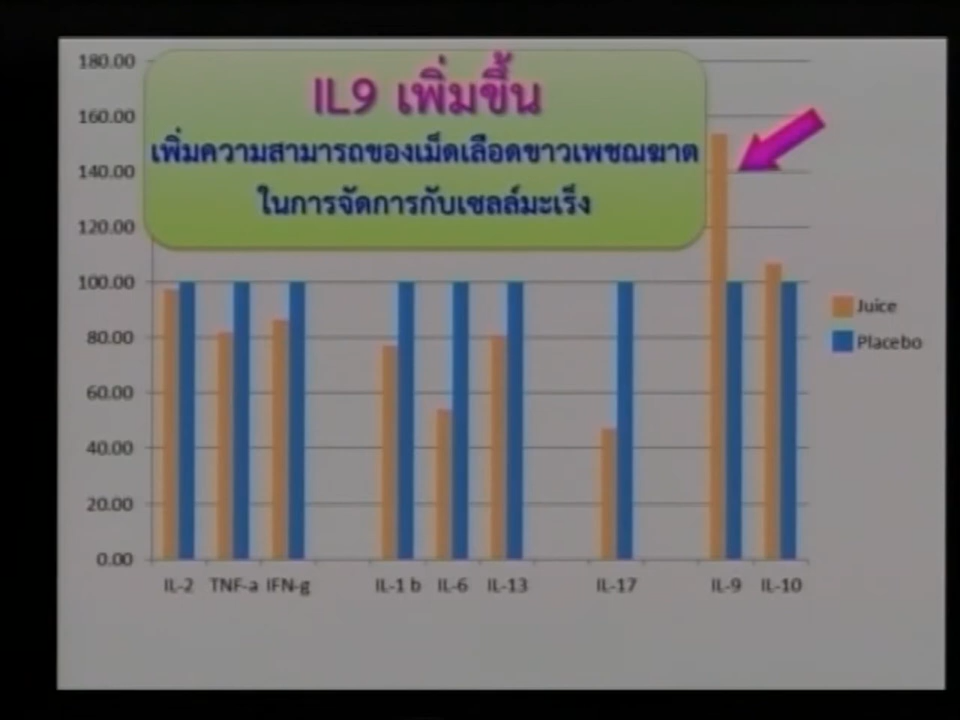 IL9 เพิ่มขึ้น
เพิ่มความสามารถของเม็ดเลือดขาวเพชฌฆาต
ในการจัดการกับเซลล์มะเร็ง
180.00
160.00
140.00
120.00
100.00
80.00
60.00
40.00
20.00
0.00
IL-2 TNF-a IFN-g IL-1 b IL-6 IL-13 IL-17 IL-9 IL-10
Juice
Placebo